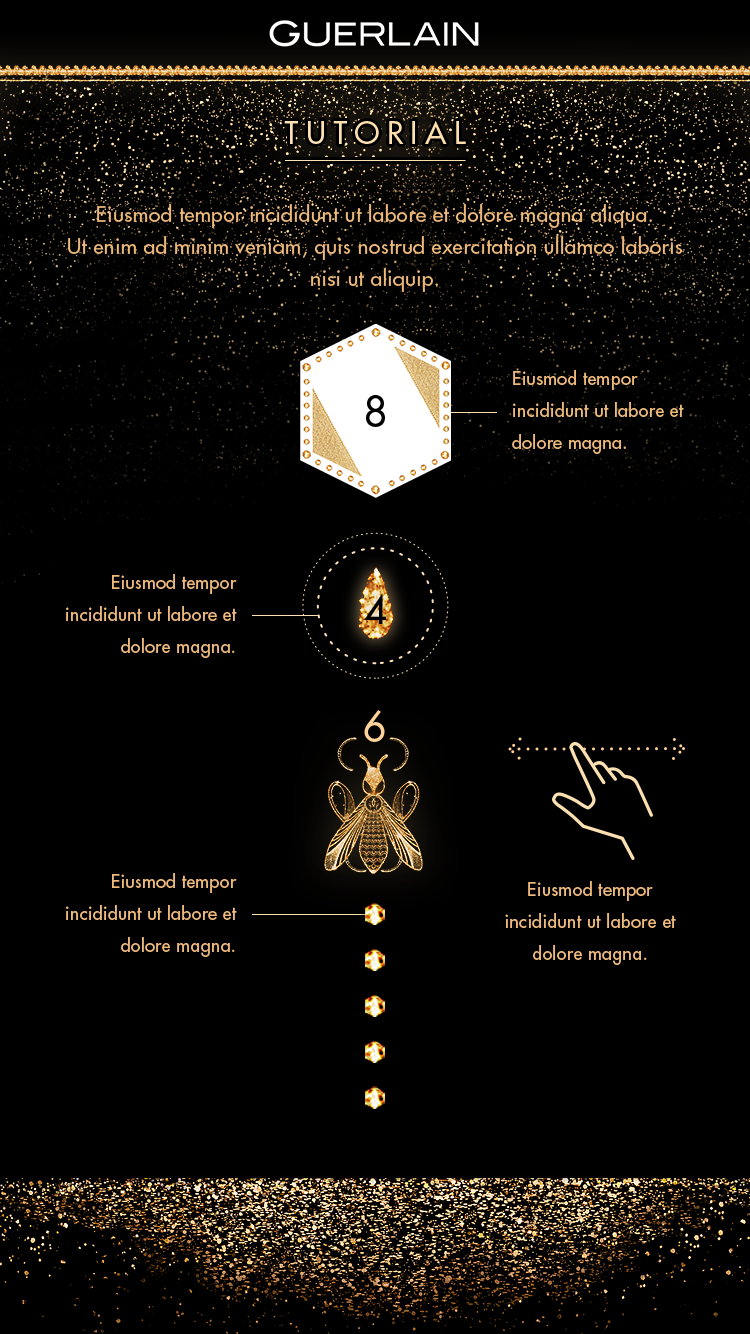 GUERLAIN
TUTORIAL
Eiusmod tempor incididunt ut labore et dolore magna aliqua.
Ut enim ad minim veniam, quis nostrud exercitation ullamco laboris
nisi ut aliquip.
8
Eiusmod tempor
incididunt ut labore et
dolore magna.
Eiusmod tempor
incididunt ut labore et
dolore magna.
4
6
Eiusmod tempor
incididunt ut labore et
dolore magna.
Eiusmod tempor
incididunt ut labore et
dolore magna.